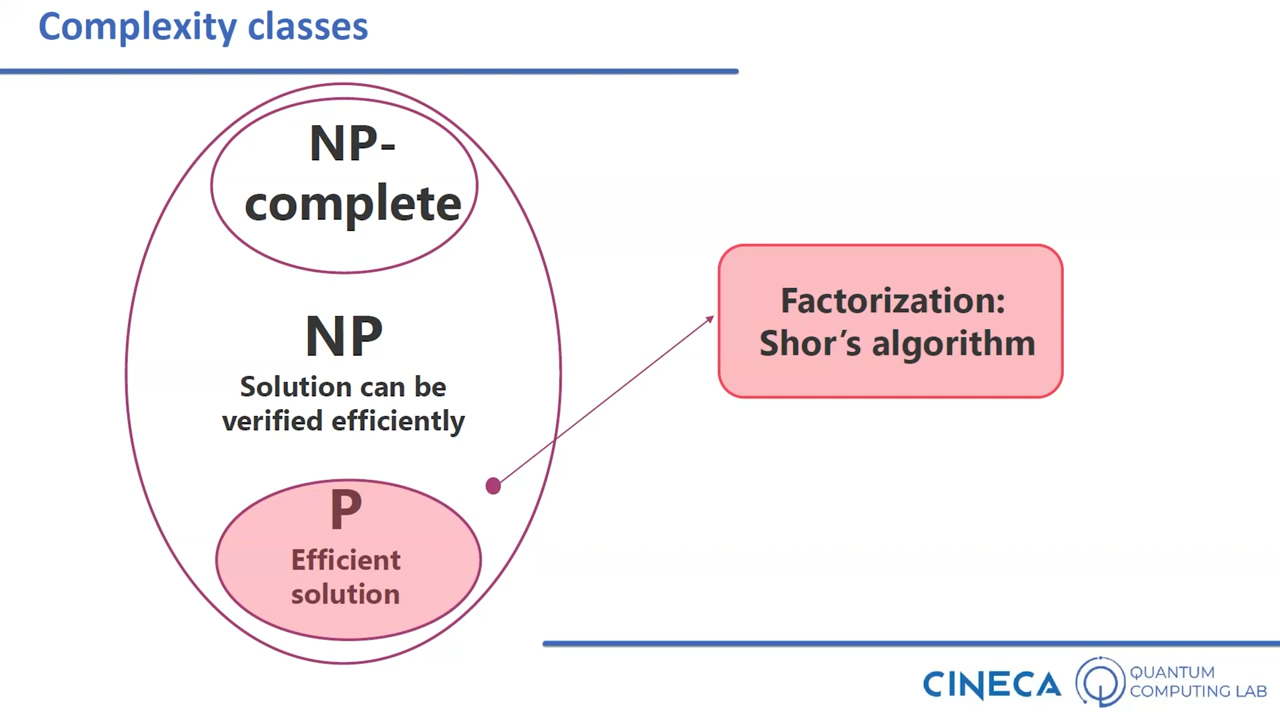 Complexity classes
NP-
complete
NP
Solution can be
verified efficiently
P
Efficient
solution
Factorization:
Shor’s algorithm
CINECA
QUANTUM
COMPUTING LAB